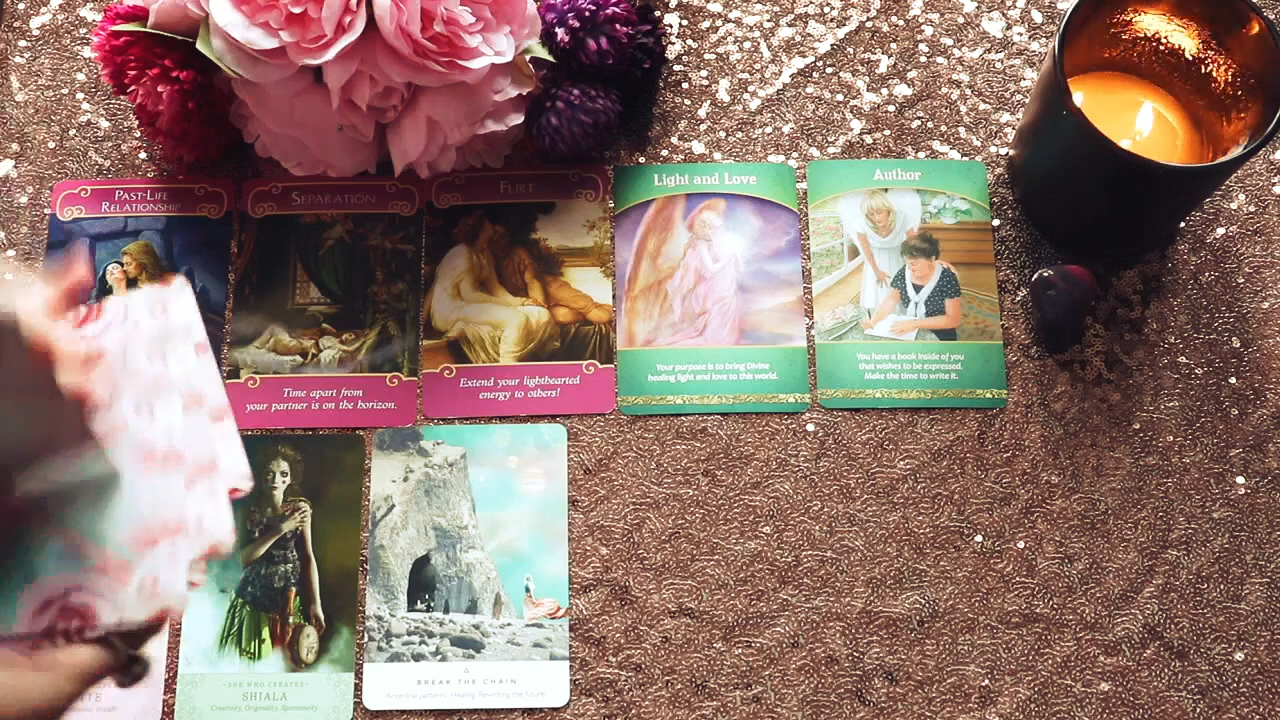 PAST-LIFE
RELATIONSHIP
SEPARATION
Time apart from
your partner is on the horizon.
FLIRT
Extend your lighthearted
energy to others!
Light and Love
Your purpose is to bring Divine
healing light and love to this world.
Author
You have a book inside of you
that wishes to be expressed.
Make the time to write it.
~SHE WHO CREATES~
SHIALA
Creativity, Originality, Spontaneity
BREAK THE CHAIN
Ancestral patterns. Healing. Rewriting the future.